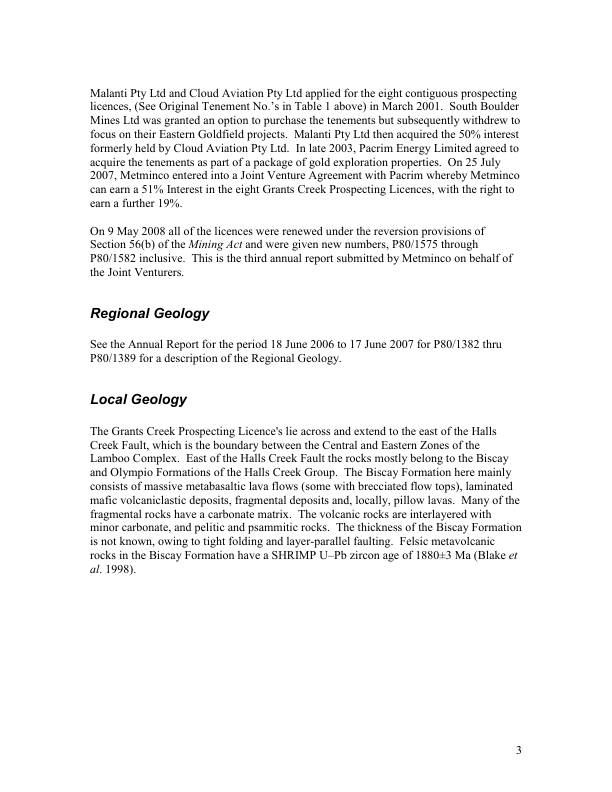 Malanti Pty Ltd and Cloud Aviation Pty Ltd applied for the eight contiguous prospecting
licences, (See Original Tenement No.'s in Table 1 above) in March 2001.  South Boulder
Mines Ltd was granted an option to purchase the tenements but subsequently withdrew to
focus on their Eastern Goldfield projects.  Malanti Pty Ltd then acquired the 50% interest
formerly held by Cloud Aviation Pty Ltd.  In late 2003, Pacrim Energy Limited agreed to
acquire the tenements as part of a package of gold exploration properties.  On 25 July
2007, Metminco entered into a Joint Venture Agreement with Pacrim whereby Metminco
can earn a 51% Interest in the eight Grants Creek Prospecting Licences, with the right to
earn a further 19%.
On 9 May 2008 all of the licences were renewed under the reversion provisions of
Section 56(b) of the Mining Act and were given new numbers, P80/1575 through
P80/1582 inclusive.  This is the third annual report submitted by Metminco on behalf of
the Joint Venturers.
Regional Geology
See the Annual Report for the period 18 June 2006 to 17 June 2007 for P80/1382 thru
P80/1389 for a description of the Regional Geology.
Local Geology
The Grants Creek Prospecting Licence's lie across and extend to the east of the Halls
Creek Fault, which is the boundary between the Central and Eastern Zones of the
Lamboo Complex.  East of the Halls Creek Fault the rocks mostly belong to the Biscay
and Olympio Formations of the Halls Creek Group.  The Biscay Formation here mainly
consists of massive metabasaltic lava flows (some with brecciated flow tops), laminated
mafic volcaniclastic deposits, fragmental deposits and, locally, pillow lavas.  Many of the
fragmental rocks have a carbonate matrix.  The volcanic rocks are interlayered with
minor carbonate, and pelitic and psammitic rocks.  The thickness of the Biscay Formation
is not known, owing to tight folding and layer-parallel faulting.  Felsic metavolcanic
rocks in the Biscay Formation have a SHRIMP U–Pb zircon age of 1880±3 Ma (Blake et
al. 1998).
3